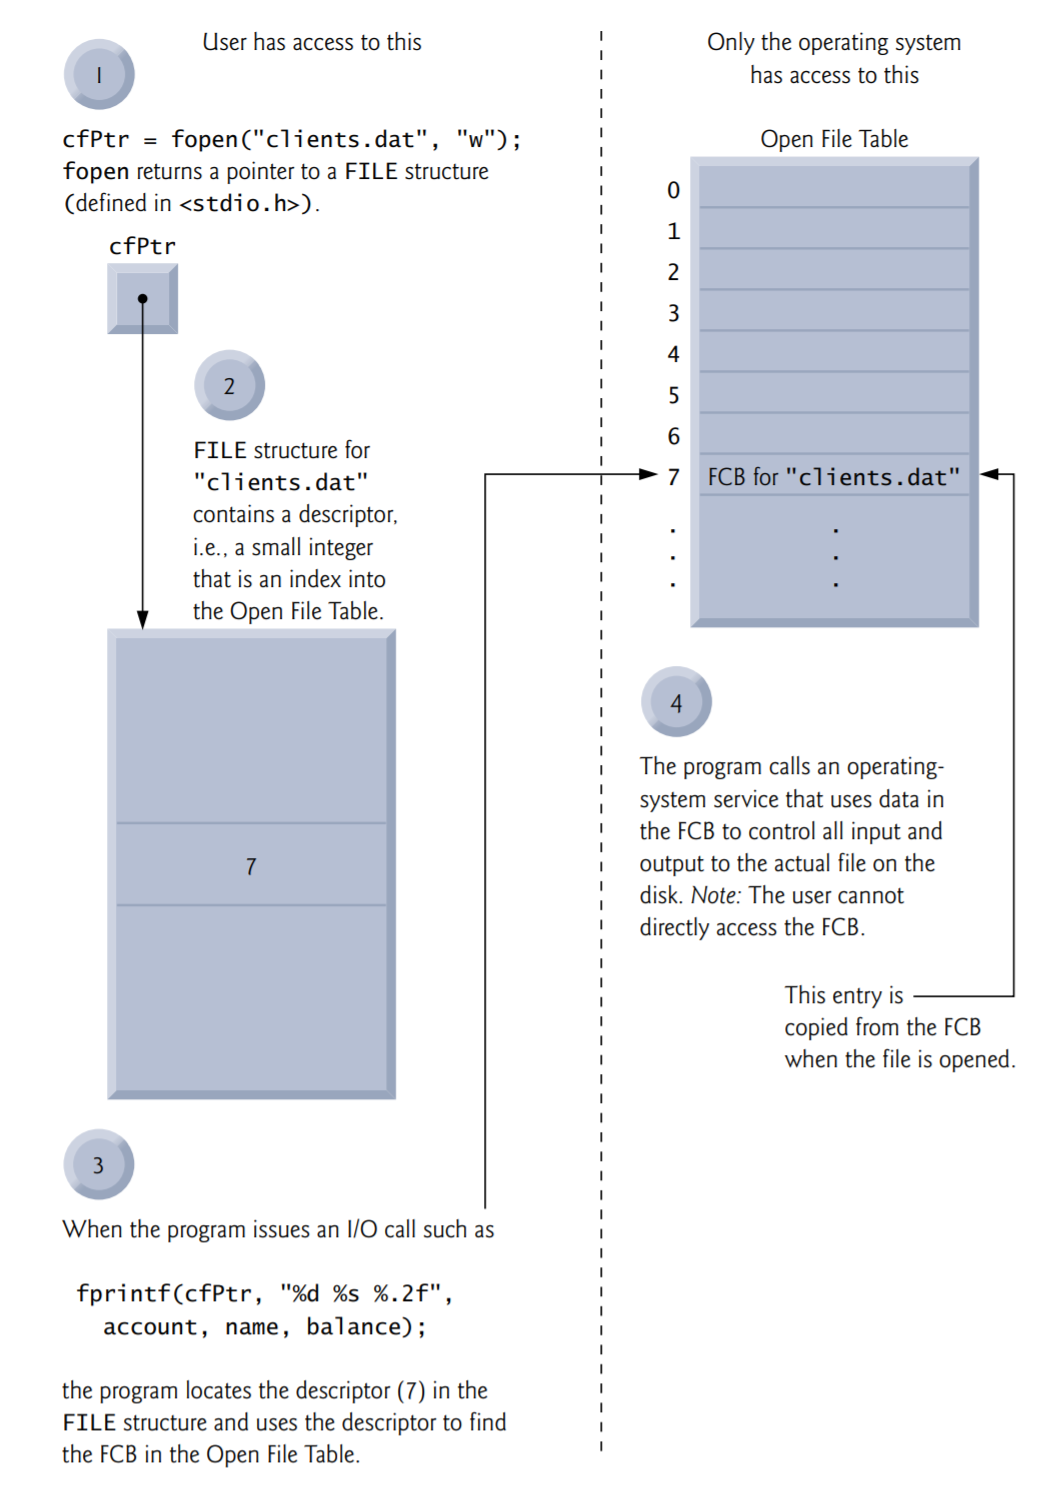 User has access to this
1
cfPtr = fopen("clients.dat", "w");
fopen returns a pointer to a FILE structure
(defined in <stdio.h>).
cfPtr
2
FILE structure for
"clients.dat"
contains a descriptor,
i.e., a small integer
that is an index into
the Open File Table.
7
3
When the program issues an I/O call such as
fprintf(cfPtr, "%d %s %.2f",
account, name, balance);
the program locates the descriptor (7) in the
FILE structure and uses the descriptor to find
the FCB in the Open File Table.
Only the operating system
has access to this
Open File Table
0
1
2
3
4
5
6
7 FCB for "clients.dat"
. .
. .
. .
4
The program calls an operating-
system service that uses data in
the FCB to control all input and
output to the actual file on the
disk. Note: The user cannot
directly access the FCB.
This entry is
copied from the FCB
when the file is opened.